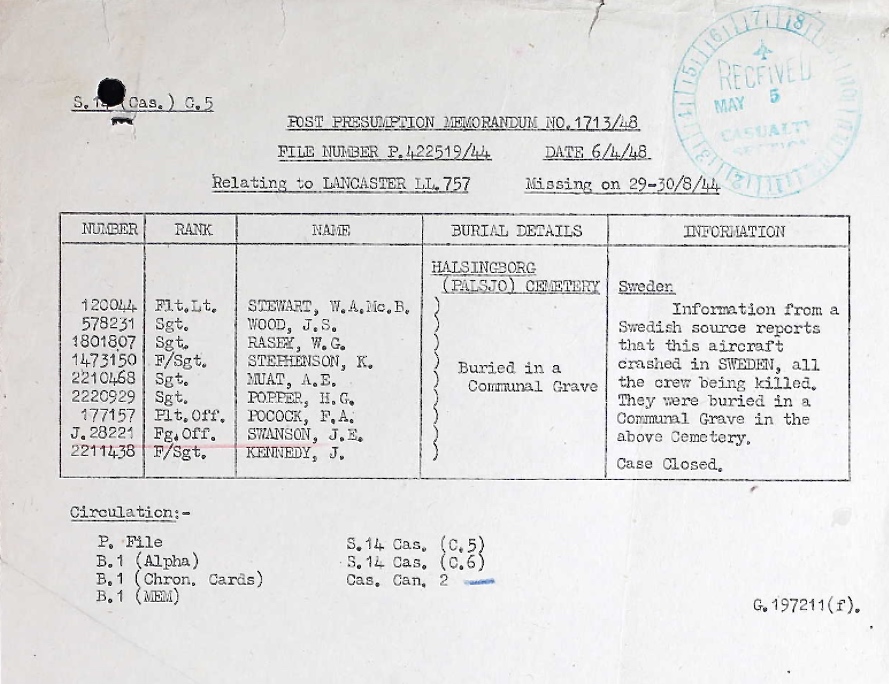 S.14 (Cas.) C.5
RECEIVED
MAY 5
CASUALTY
SECTION
POST PRESUMPTION MEMORANDUM NO.1713/48
FILE NUMBER P.422519/44 DATE 6/4/48
Relating to LANCASTER LL.757 Missing on 29-30/8/44
NUMBER RANK NAME BURIAL DETAILS INFORMATION
HALSINGBORG
(PALSJO) CEMETERY Sweden
120044 Flt.Lt. STEWART, W.A.Mc.B. ) Information from a
578231 Sgt. WOOD, J.S. ) Swedish source reports
1801807 Sgt. RASEY, W.G. ) that this aircraft
1473150 F/Sgt. STEPHENSON, K. ) Buried in a crashed in SWEDEN, all
2210468 Sgt. MUAT, A.E. ) Communal Grave the crew being killed.
2220929 Sgt. POPPER, H.G. ) They were buried in a
177157 Plt.Off. POCOCK, F.A. ) Communal Grave in the
J.28221 Fg.Off. SWANSON, J.E. ) above Cemetery.
2211438 F/Sgt. KENNEDY, J. ) Case Closed.
Circulation:-
P. File S.14 Cas. (C.5)
B.1 (Alpha) S.14 Cas. (C.6)
B.1 (Chron. Cards) Cas. Can. 2
B.1 (MEM)
G.197211(f).